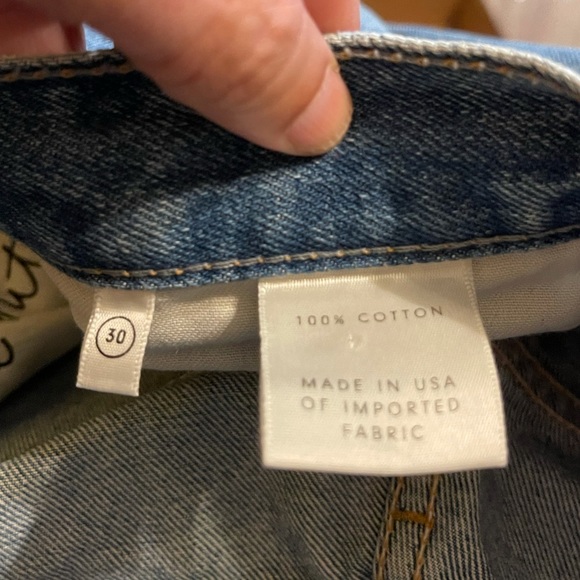 30
100% COTTON
MADE IN USA
OF IMPORTED
FABRIC